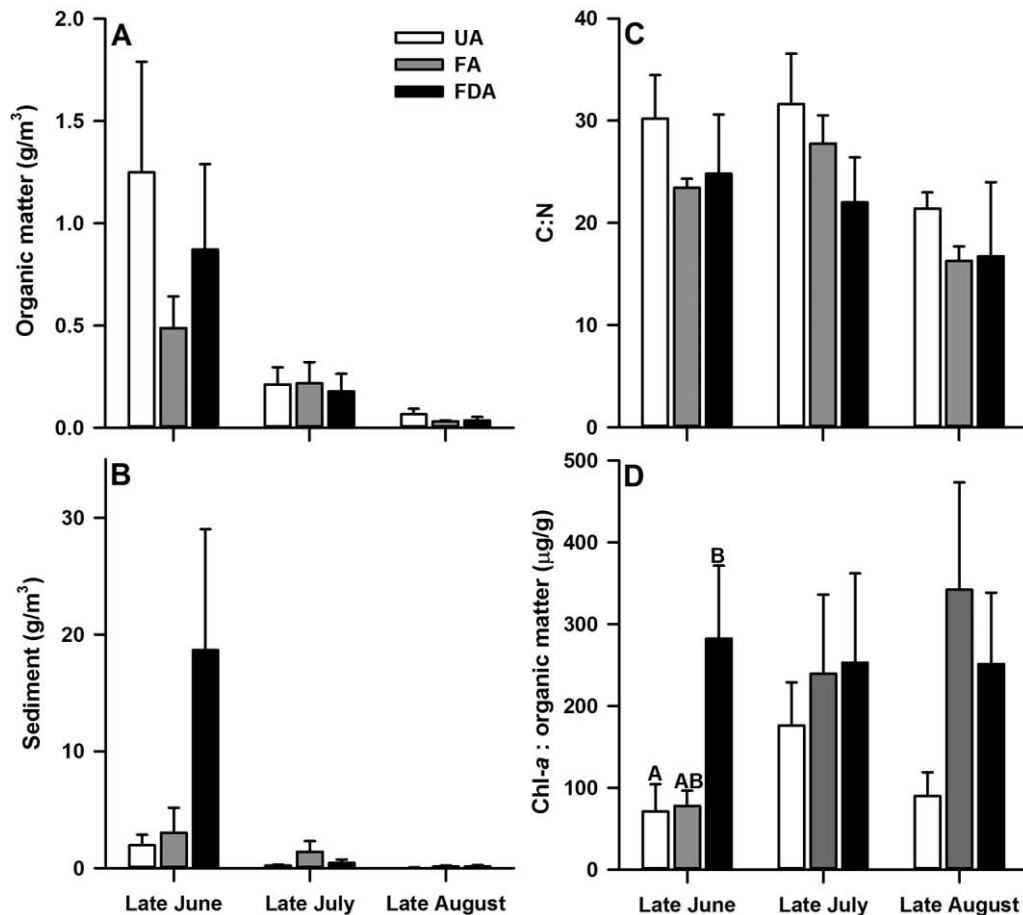 A
UA
FA
FDA
Organic matter (g/m³)
2.0
1.5
1.0
0.5
0.0
C
C:N
40
30
20
10
0
B
Sediment (g/m³)
30
20
10
0
Late June
Late July
Late August
D
Chl-a : organic matter (µg/g)
500
400
300
200
100
0
A
AB
B
Late June
Late July
Late August